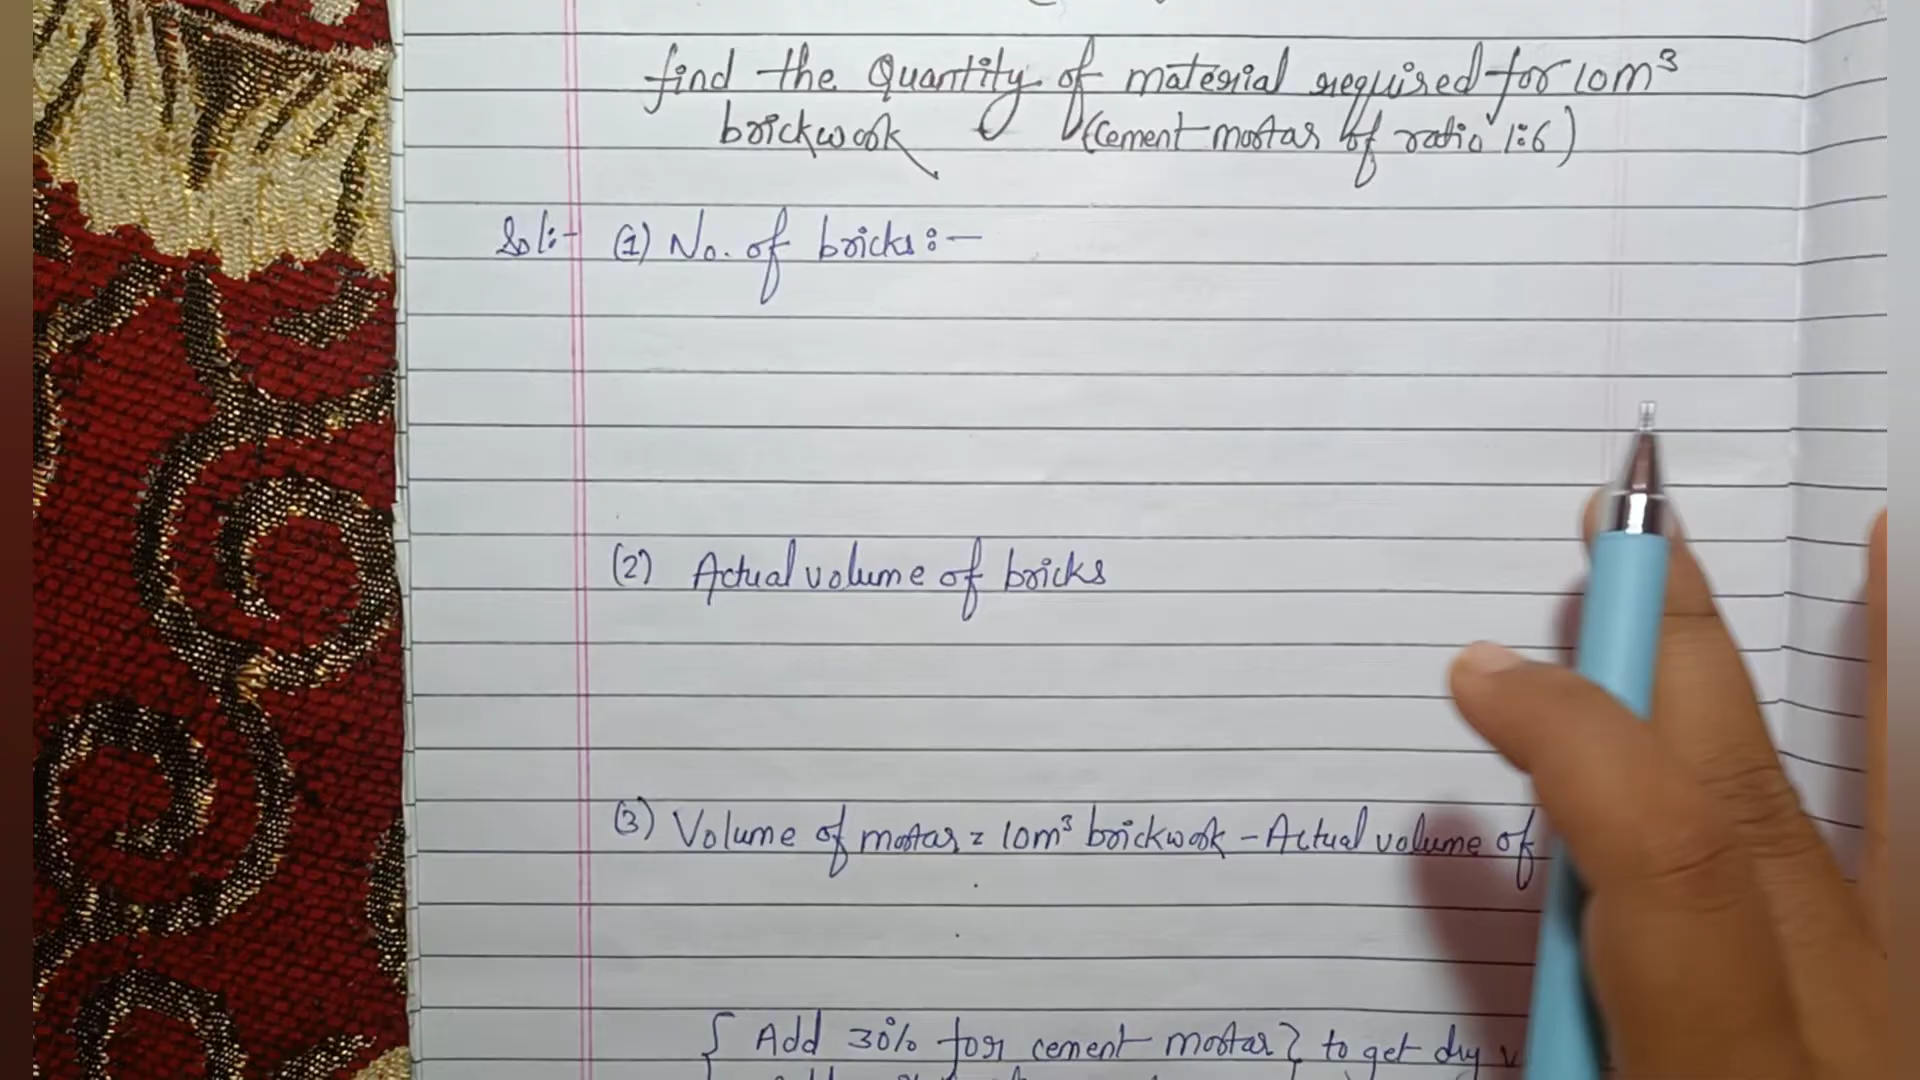 find the Quantity of material required for 10m³
brickwork (Cement mortar of ratio 1:6)
Sol:- (1) No. of bricks:-
(2) Actual volume of bricks
(3) Volume of mortar = 10m³ brickwork - Actual volume of
{ Add 30% for cement mortar } to get dry